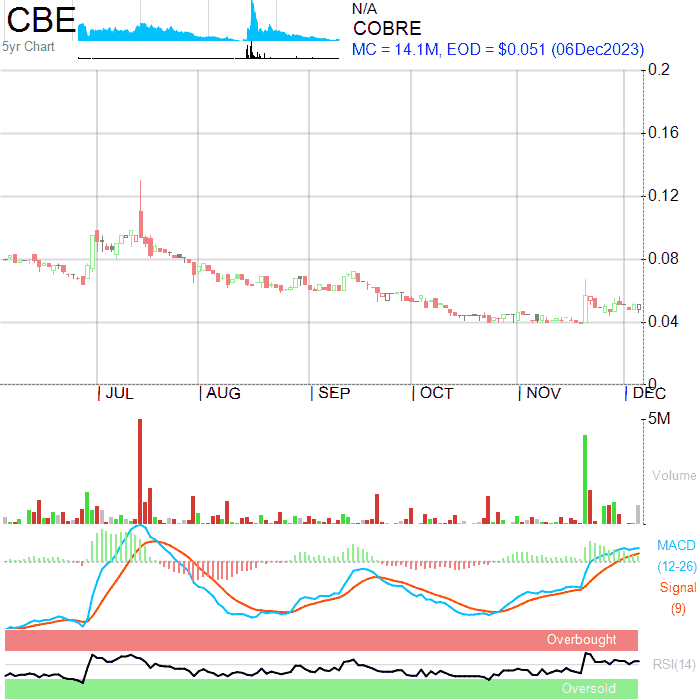 CBE
5yr Chart
N/A
COBRE
MC = 14.1M, EOD = $0.051 (06Dec2023)
0.2
0.16
0.12
0.08
0.04
0
JUL AUG SEP OCT NOV DEC
5M
Volume
MACD
(12-26)
Signal
(9)
Overbought
RSI(14)
Oversold